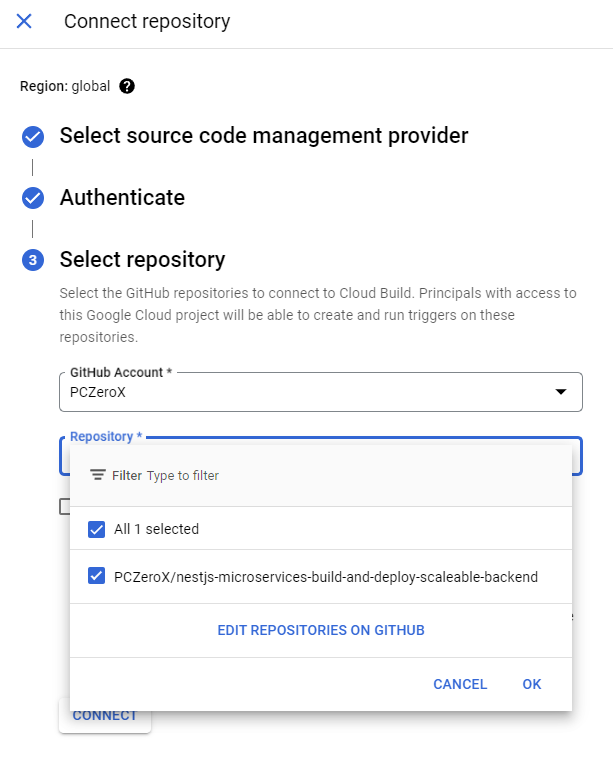 Connect repository
Region: global ?
Select source code management provider
Authenticate
3 Select repository
Select the GitHub repositories to connect to Cloud Build. Principals with access to
this Google Cloud project will be able to create and run triggers on these
repositories.
GitHub Account *
PCZeroX
Repository *
Filter Type to filter
All 1 selected
PCZeroX/nestjs-microservices-build-and-deploy-scaleable-backend
EDIT REPOSITORIES ON GITHUB
CANCEL OK
CONNECT